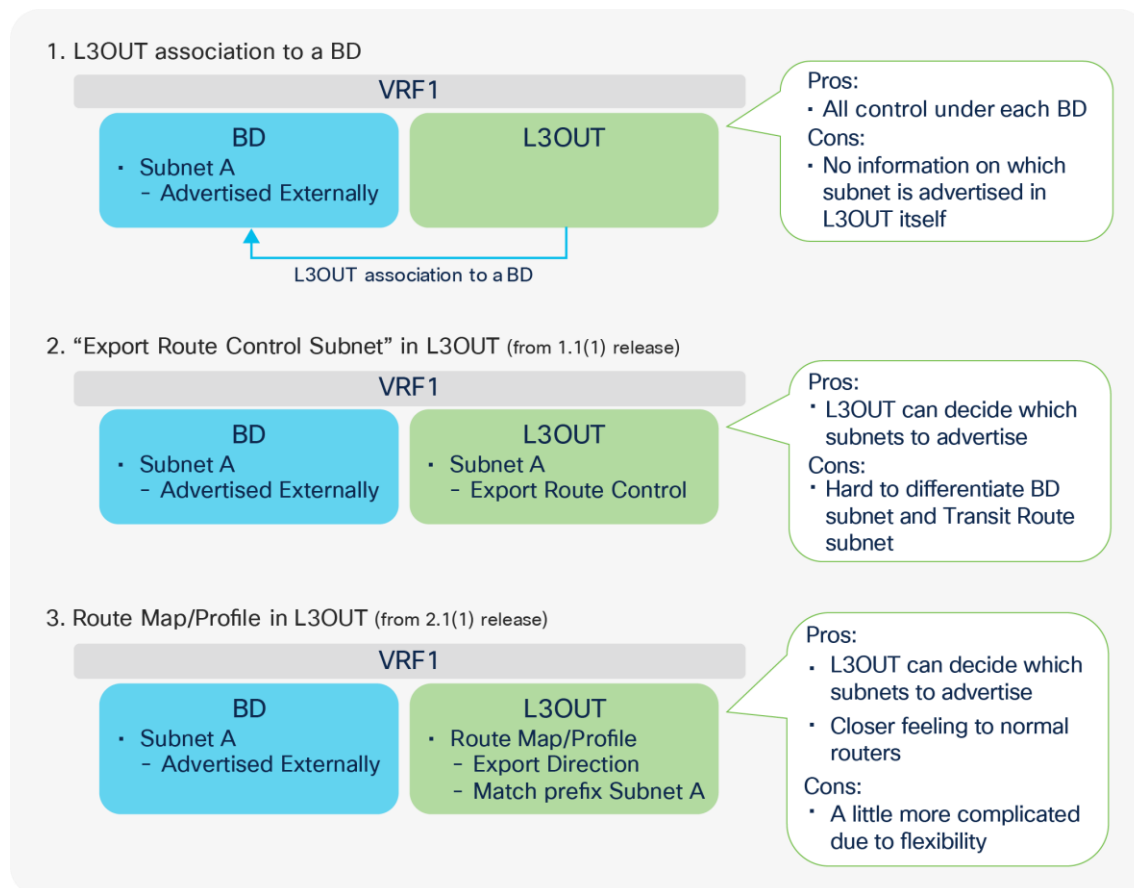 1. L3OUT association to a BD
VRF1
BD
▪ Subnet A
– Advertised Externally
L3OUT
L3OUT association to a BD
Pros:
▪ All control under each BD
Cons:
▪ No information on which
subnet is advertised in
L3OUT itself
2. “Export Route Control Subnet” in L3OUT (from 1.1(1) release)
VRF1
BD
▪ Subnet A
– Advertised Externally
L3OUT
▪ Subnet A
– Export Route Control
Pros:
▪ L3OUT can decide which
subnets to advertise
Cons:
▪ Hard to differentiate BD
subnet and Transit Route
subnet
3. Route Map/Profile in L3OUT (from 2.1(1) release)
VRF1
BD
▪ Subnet A
– Advertised Externally
L3OUT
▪ Route Map/Profile
– Export Direction
– Match prefix Subnet A
Pros:
▪ L3OUT can decide which
subnets to advertise
▪ Closer feeling to normal
routers
Cons:
▪ A little more complicated
due to flexibility